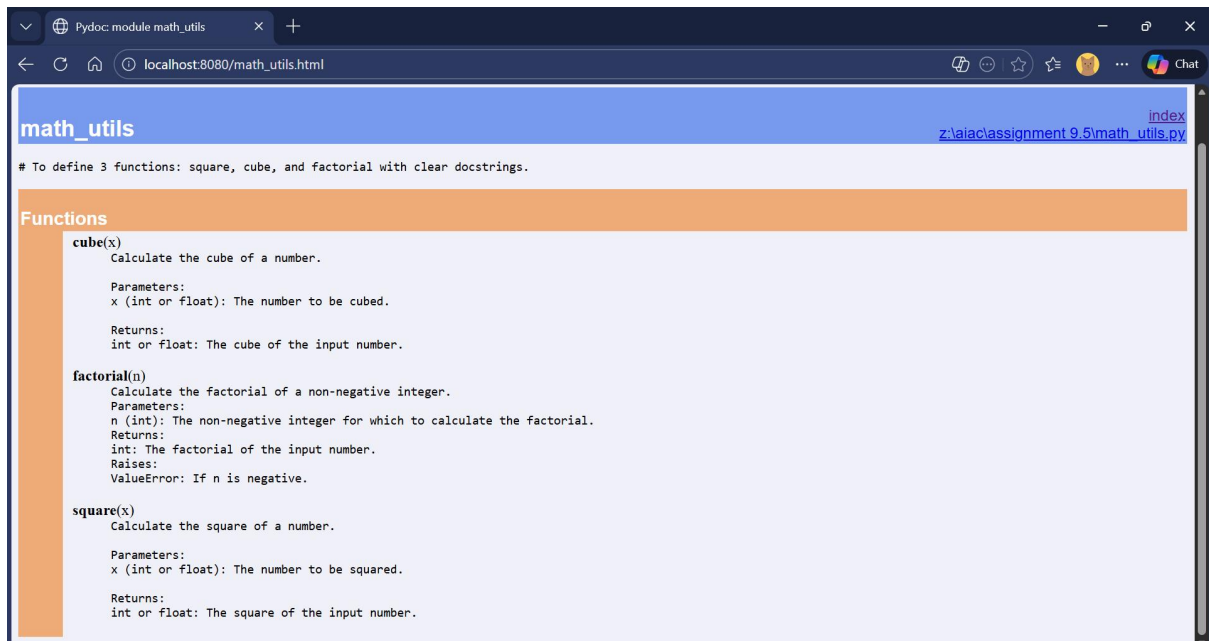 Pydoc: module math_utils
localhost:8080/math_utils.html
Chat
math_utils
index
z:\aiac\assignment 9.5\math_utils.py
# To define 3 functions: square, cube, and factorial with clear docstrings.
Functions
cube(x)
Calculate the cube of a number.
Parameters:
x (int or float): The number to be cubed.
Returns:
int or float: The cube of the input number.
factorial(n)
Calculate the factorial of a non-negative integer.
Parameters:
n (int): The non-negative integer for which to calculate the factorial.
Returns:
int: The factorial of the input number.
Raises:
ValueError: If n is negative.
square(x)
Calculate the square of a number.
Parameters:
x (int or float): The number to be squared.
Returns:
int or float: The square of the input number.